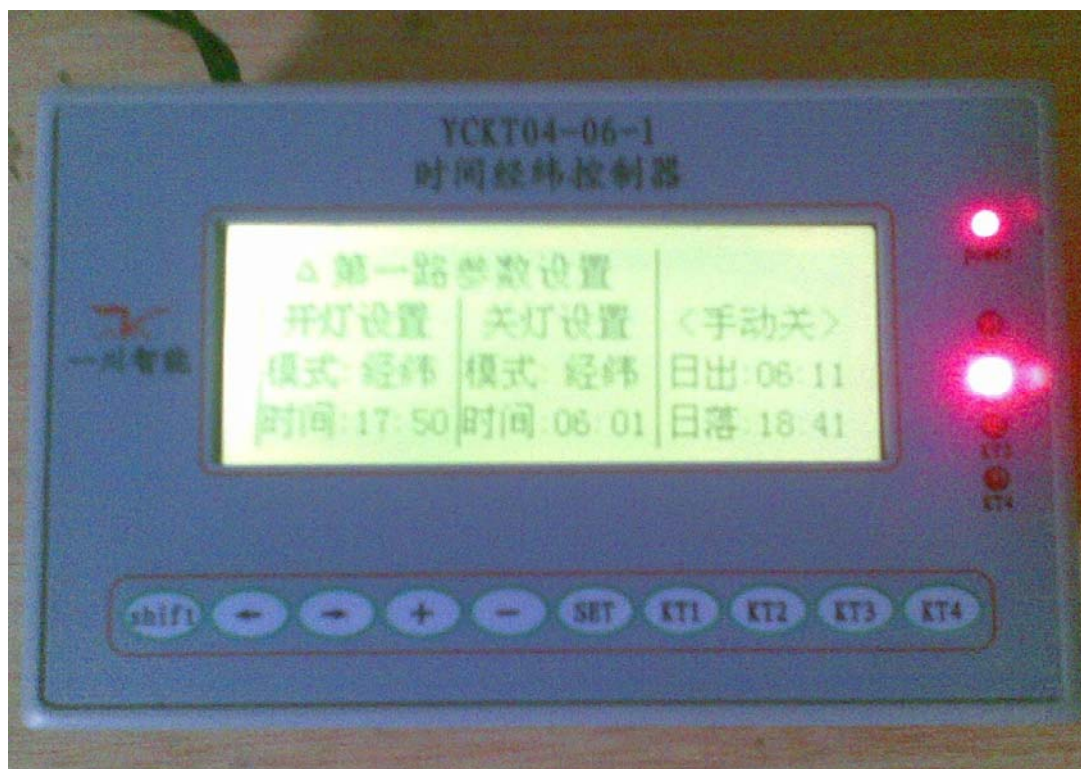 YCKT04-06-1
时间经纬控制器
△第一路参数设置
开灯设置 关灯设置 <手动关>
模式:经纬 模式:经纬 日出:06:11
时间:17:50 时间:06:01 日落:18:41
power
智能
KT3
KT4
shift ← → + - SET KT1 KT2 KT3 KT4